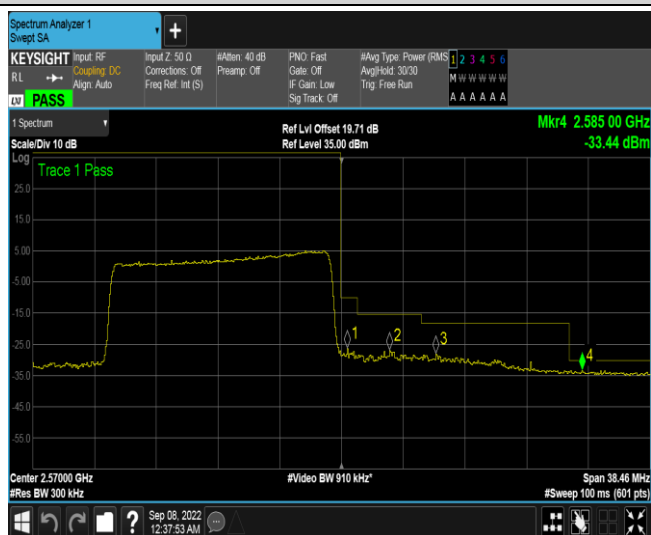 Spectrum Analyzer 1
Swept SA
KEYSIGHT
RL
LXI PASS
Input: RF
Coupling: DC
Align: Auto
Input Z: 50 Ω
Corrections: Off
Freq Ref: Int (S)
#Atten: 40 dB
Preamp: Off
PNO: Fast
Gate: Off
IF Gain: Low
Sig Track: Off
#Avg Type: Power (RMS
Avg|Hold: 30/30
Trig: Free Run
1 2 3 4 5 6
M W W W W W
A A A A A A
1 Spectrum
Scale/Div 10 dB
Ref Lvl Offset 19.71 dB
Ref Level 35.00 dBm
Mkr4 2.585 00 GHz
-33.44 dBm
Log
Trace 1 Pass
25.0
15.0
5.00
-5.00
-15.0
-25.0
-35.0
-45.0
-55.0
1
2
3
4
Center 2.57000 GHz
#Res BW 300 kHz
#Video BW 910 kHz*
Span 38.46 MHz
#Sweep 100 ms (601 pts)
?
Sep 08, 2022
12:37:53 AM